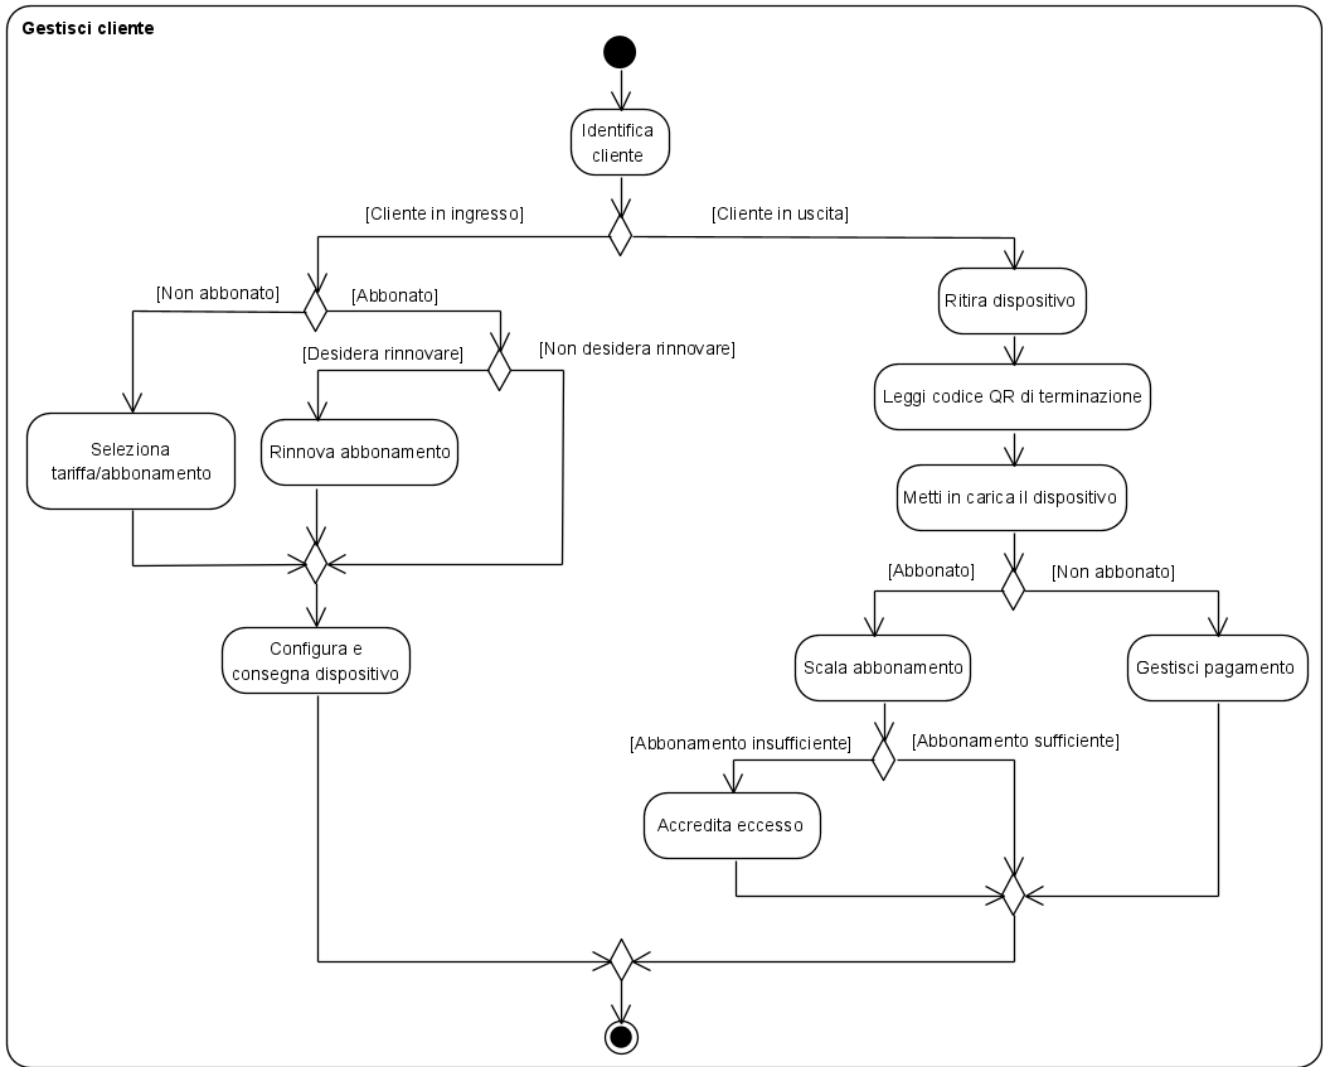 Gestisci cliente
Identifica
cliente
[Cliente in ingresso]
[Cliente in uscita]
[Non abbonato]
[Abbonato]
Ritira dispositivo
[Desidera rinnovare]
[Non desidera rinnovare]
Leggi codice QR di terminazione
Seleziona
tariffa/abbonamento
Rinnova abbonamento
Metti in carica il dispositivo
[Abbonato]
[Non abbonato]
Configura e
consegna dispositivo
Scala abbonamento
Gestisci pagamento
[Abbonamento insufficiente]
[Abbonamento sufficiente]
Accredita eccesso